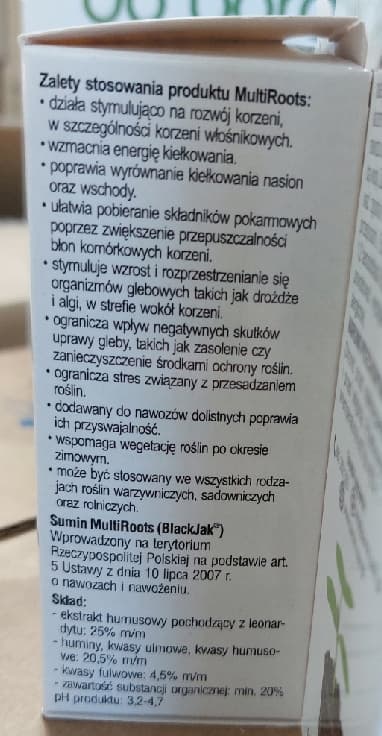 Zalety stosowania produktu MultiRoots:
• działa stymulująco na rozwój korzeni,
w szczególności korzeni włośnikowych.
• wzmacnia energię kiełkowania.
• poprawia wyrównanie kiełkowania nasion
oraz wschody.
• ułatwia pobieranie składników pokarmowych
poprzez zwiększenie przepuszczalności
błon komórkowych korzeni.
• stymuluje wzrost i rozprzestrzenianie się
organizmów glebowych takich jak drożdże
i algi, w strefie wokół korzeni.
• ogranicza wpływ negatywnych skutków
uprawy gleby, takich jak zasolenie czy
zanieczyszczenie środkami ochrony roślin.
• ogranicza stres związany z przesadzaniem
roślin.
• dodawany do nawozów dolistnych poprawia
ich przyswajalność.
• wspomaga wegetację roślin po okresie
zimowym.
• może być stosowany we wszystkich rodza-
jach roślin warzywniczych, sadowniczych
oraz rolniczych.
Sumin MultiRoots (BlackJak®)
Wprowadzony na terytorium
Rzeczypospolitej Polskiej na podstawie art.
5 Ustawy z dnia 10 lipca 2007 r.
o nawozach i nawożeniu.
Skład:
- ekstrakt humusowy pochodzący z leonar-
dytu: 25% m/m
- huminy, kwasy ulmowe, kwasy humuso-
we: 20,5% m/m
- kwasy fulwowe: 4,5% m/m
- zawartość substancji organicznej: min. 20%
pH produktu: 3,2-4,7